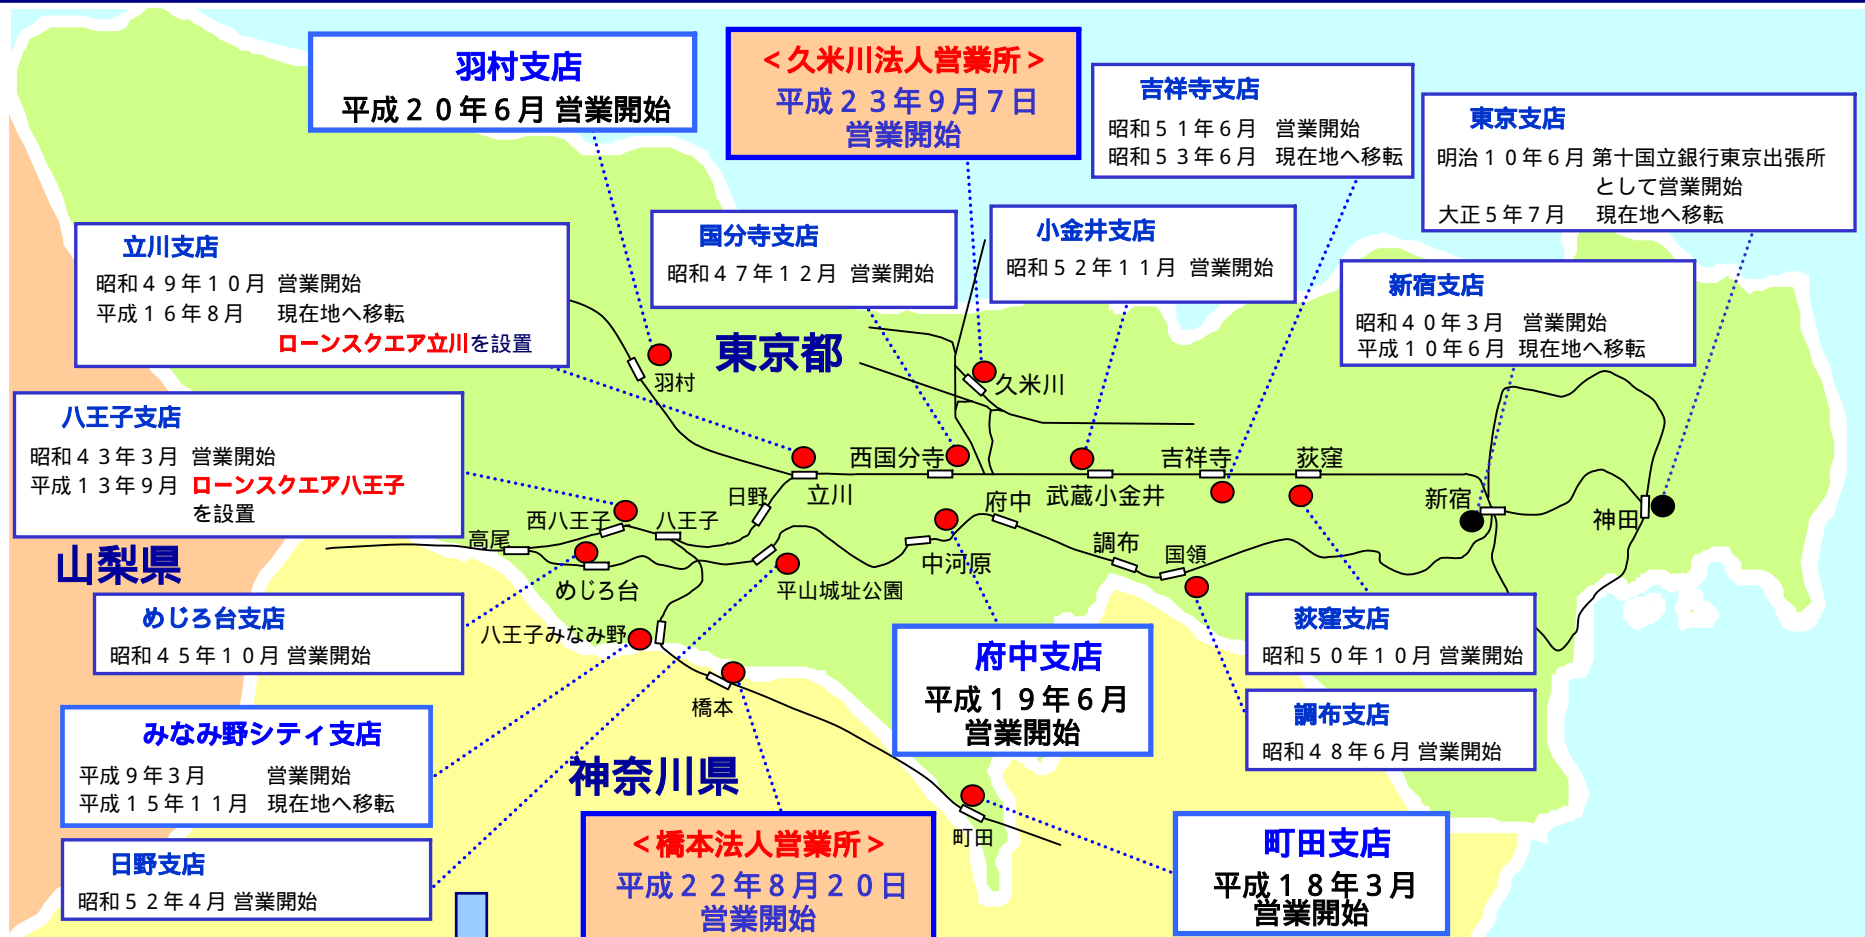 羽村支店
平成２０年６月 営業開始
＜久米川法人営業所＞
平成２３年９月７日
営業開始
吉祥寺支店
昭和５１年６月 営業開始
昭和５３年６月 現在地へ移転
東京支店
明治１０年６月 第十国立銀行東京出張所
として営業開始
大正５年７月 現在地へ移転
立川支店
昭和４９年１０月 営業開始
平成１６年８月 現在地へ移転
ローンスクエア立川を設置
国分寺支店
昭和４７年１２月 営業開始
小金井支店
昭和５２年１１月 営業開始
新宿支店
昭和４０年３月 営業開始
平成１０年６月 現在地へ移転
東京都
羽村
久米川
八王子支店
昭和４３年３月 営業開始
平成１３年９月 ローンスクエア八王子
を設置
西国分寺
吉祥寺
荻窪
日野
立川
府中
武蔵小金井
新宿
神田
西八王子
八王子
高尾
調布
国領
中河原
山梨県
めじろ台
平山城址公園
めじろ台支店
昭和４５年１０月 営業開始
八王子みなみ野
府中支店
平成１９年６月
営業開始
荻窪支店
昭和５０年１０月 営業開始
橋本
みなみ野シティ支店
平成９年３月 営業開始
平成１５年１１月 現在地へ移転
調布支店
昭和４８年６月 営業開始
神奈川県
町田
日野支店
昭和５２年４月 営業開始
＜橋本法人営業所＞
平成２２年８月２０日
営業開始
町田支店
平成１８年３月
営業開始